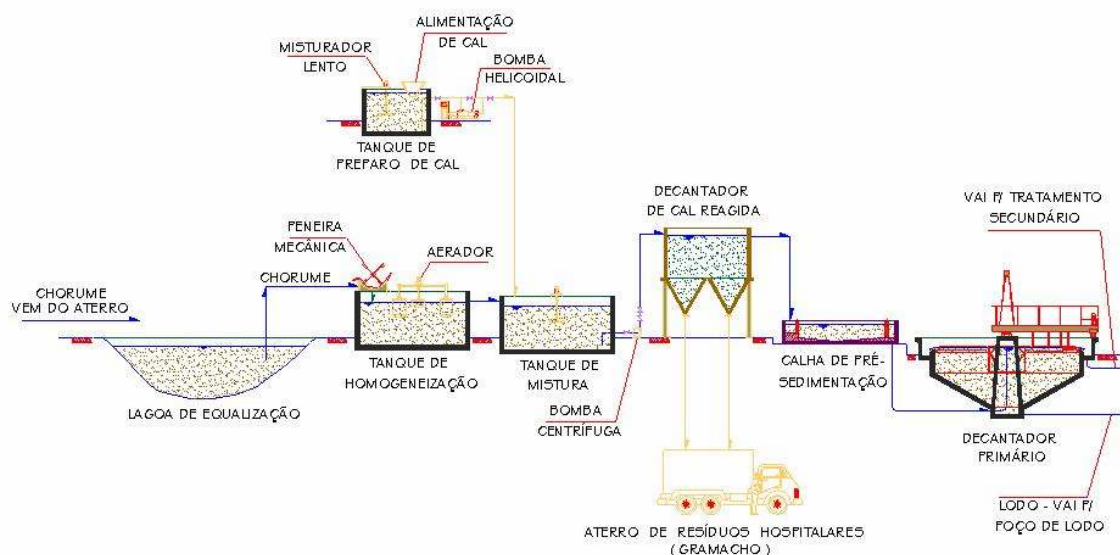 ALIMENTAÇÃO
DE CAL
MISTURADOR
LENTO
BOMBA
HELICOIDAL
TANQUE DE
PREPARO DE CAL
DECANTADOR
DE CAL REAGIDA
VAI P/ TRATAMENTO
SECUNDÁRIO
PENEIRA
MECÂNICA
AERADOR
CHORUME
CHORUME
VEM DO ATERRO
TANQUE DE
HOMOGENEIZAÇÃO
TANQUE DE
MISTURA
CALHA DE PRÉ-
SEDIMENTAÇÃO
LAGOA DE EQUALIZAÇÃO
BOMBA
CENTRÍFUGA
DECANTADOR
PRIMÁRIO
LODO - VAI P/
POÇO DE LODO
ATERRO DE RESÍDUOS HOSPITALARES
( GRAMACHO )